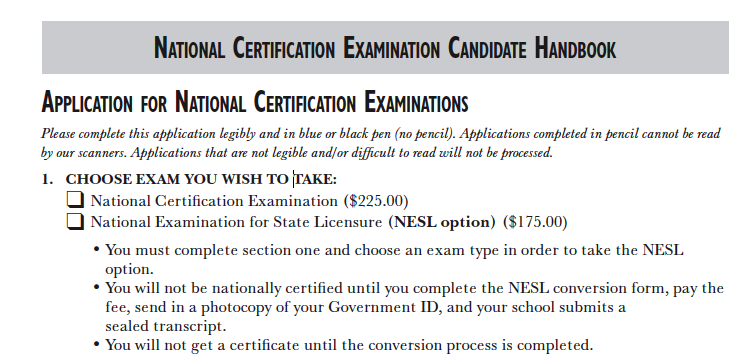 NATIONAL CERTIFICATION EXAMINATION CANDIDATE HANDBOOK
APPLICATION FOR NATIONAL CERTIFICATION EXAMINATIONS
Please complete this application legibly and in blue or black pen (no pencil). Applications completed in pencil cannot be read
by our scanners. Applications that are not legible and/or difficult to read will not be processed.
1. CHOOSE EXAM YOU WISH TO TAKE:
❑ National Certification Examination ($225.00)
❑ National Examination for State Licensure (NESL option) ($175.00)
• You must complete section one and choose an exam type in order to take the NESL
option.
• You will not be nationally certified until you complete the NESL conversion form, pay the
fee, send in a photocopy of your Government ID, and your school submits a
sealed transcript.
• You will not get a certificate until the conversion process is completed.